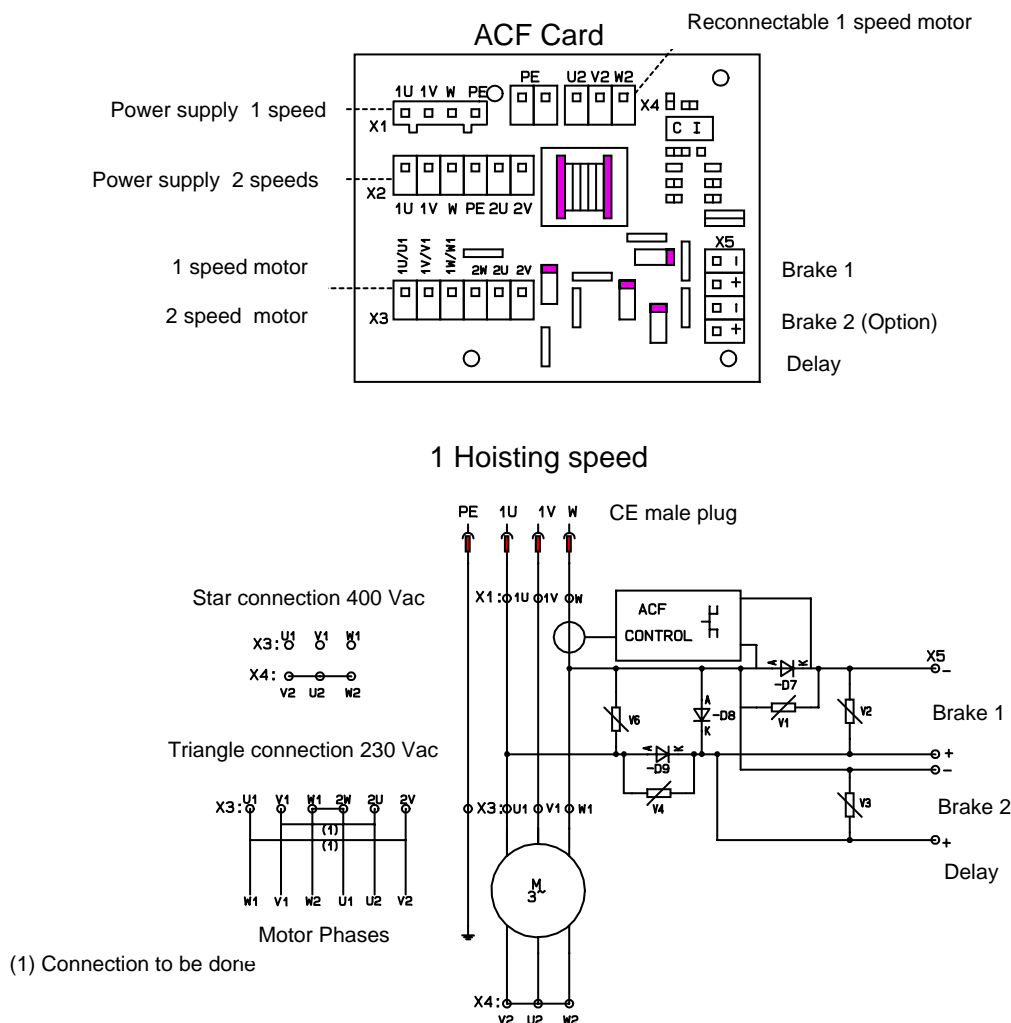 Reconnectable 1 speed motor
ACF Card
PE U2 V2 W2
1U 1V W PE
X4
Power supply 1 speed
X1
C I
Power supply 2 speeds
X2
1U 1V W PE 2U 2V
X5
1U/U1 1V/V1 1W/W1 2W 2U 2V
1 speed motor
- Brake 1
+
2 speed motor
X3
- Brake 2 (Option)
+
Delay
1 Hoisting speed
PE 1U 1V W CE male plug
Star connection 400 Vac
X1: 1U 1V W
ACF
CONTROL
X3: U1 V1 W1
X4:
V2 U2 W2
X5
A K -
-D7
A
V6 -D8 V1 V2 Brake 1
K
Triangle connection 230 Vac
A K +
-D9 -
V4 V3
X3: U1 V1 W1 2W 2U 2V
X3: U1 V1 W1
Brake 2
(1)
(1)
+
Delay
M
3~
W1 V1 W2 U1 U2 V2
Motor Phases
(1) Connection to be done
X4:
V2 U2 W2